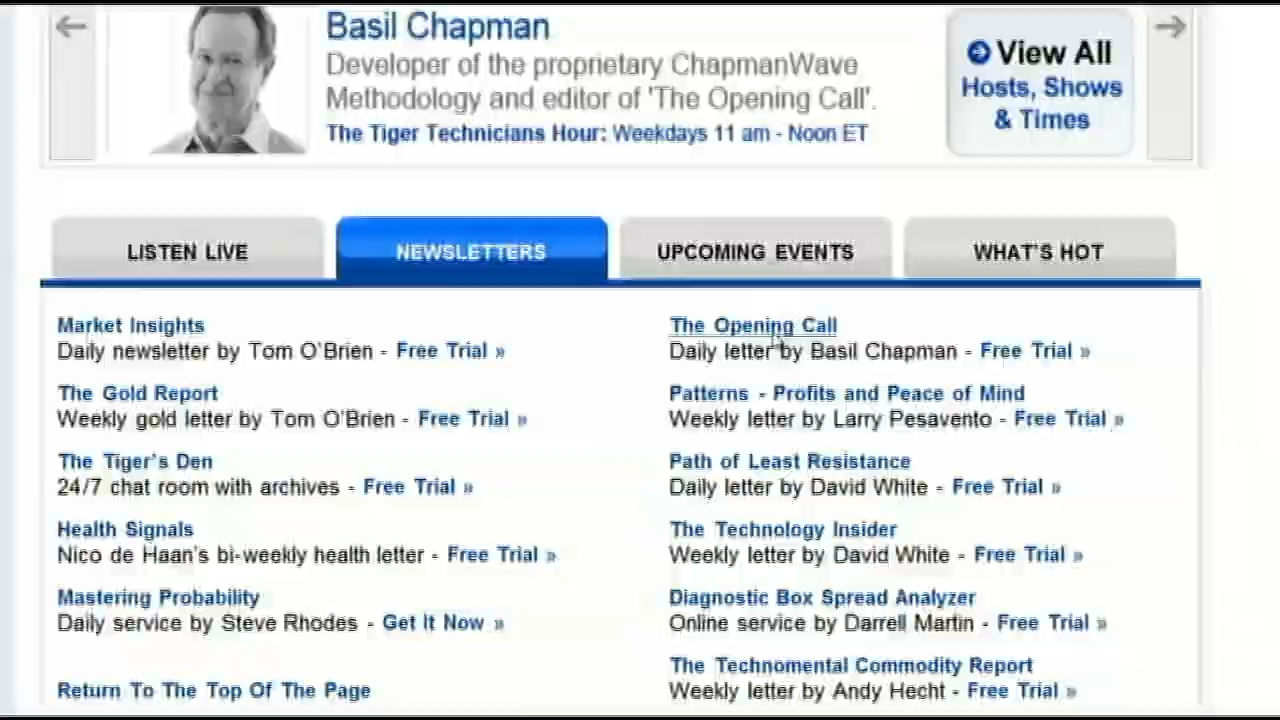 Basil Chapman
Developer of the proprietary ChapmanWave
Methodology and editor of 'The Opening Call'.
The Tiger Technicians Hour: Weekdays 11 am - Noon ET
View All
Hosts, Shows
& Times
LISTEN LIVE
NEWSLETTERS
UPCOMING EVENTS
WHAT'S HOT
Market Insights
Daily newsletter by Tom O'Brien - Free Trial »
The Gold Report
Weekly gold letter by Tom O'Brien - Free Trial »
The Tiger's Den
24/7 chat room with archives - Free Trial »
Health Signals
Nico de Haan's bi-weekly health letter - Free Trial »
Mastering Probability
Daily service by Steve Rhodes - Get It Now »
Return To The Top Of The Page
The Opening Call
Daily letter by Basil Chapman - Free Trial »
Patterns - Profits and Peace of Mind
Weekly letter by Larry Pesavento - Free Trial »
Path of Least Resistance
Daily letter by David White - Free Trial »
The Technology Insider
Weekly letter by David White - Free Trial »
Diagnostic Box Spread Analyzer
Online service by Darrell Martin - Free Trial »
The Technomental Commodity Report
Weekly letter by Andy Hecht - Free Trial »